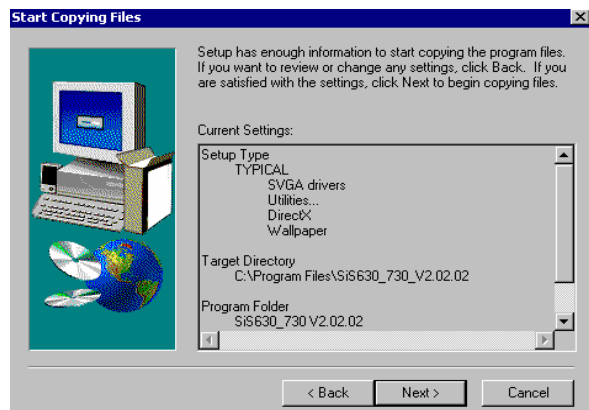 Start Copying Files
Setup has enough information to start copying the program files.
If you want to review or change any settings, click Back. If you
are satisfied with the settings, click Next to begin copying files.
Current Settings:
Setup Type
TYPICAL
SVGA drivers
Utilities...
DirectX
Wallpaper
Target Directory
C:\Program Files\SiS630_730_V2.02.02
Program Folder
SiS630_730 V2.02.02
< Back
Next >
Cancel